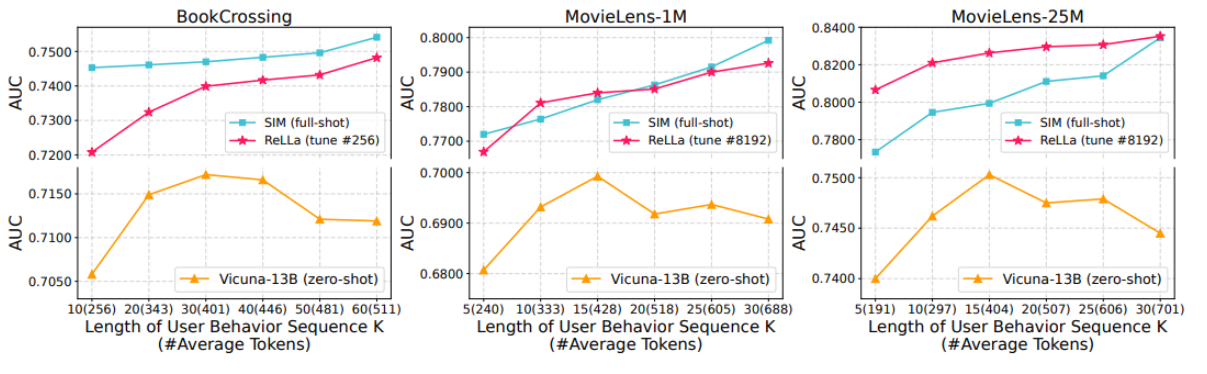 BookCrossing
0.7500
0.7400
0.7300
0.7200
AUC
SIM (full-shot)
ReLLa (tune #256)
0.7150
0.7100
0.7050
AUC
Vicuna-13B (zero-shot)
10(256) 20(343) 30(401) 40(446) 50(481) 60(511)
Length of User Behavior Sequence K
(#Average Tokens)
MovieLens-1M
0.8000
0.7900
0.7800
0.7700
AUC
SIM (full-shot)
ReLLa (tune #8192)
0.7000
0.6900
0.6800
AUC
Vicuna-13B (zero-shot)
5(240) 10(333) 15(428) 20(518) 25(605) 30(688)
Length of User Behavior Sequence K
(#Average Tokens)
MovieLens-25M
0.8400
0.8200
0.8000
0.7800
AUC
SIM (full-shot)
ReLLa (tune #8192)
0.7500
0.7450
0.7400
AUC
Vicuna-13B (zero-shot)
5(191) 10(297) 15(404) 20(507) 25(606) 30(701)
Length of User Behavior Sequence K
(#Average Tokens)